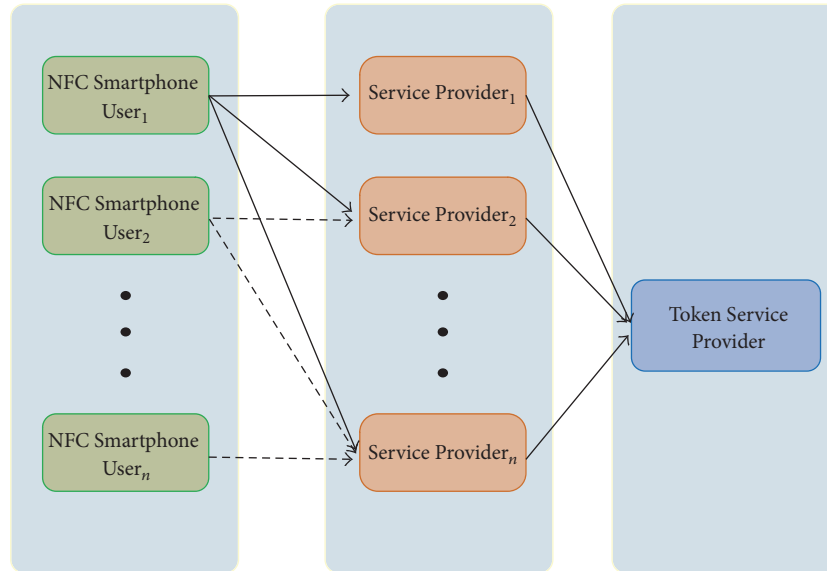 NFC Smartphone
User₁
Service Provider₁
NFC Smartphone
User₂
Service Provider₂
Token Service
Provider
NFC Smartphone
Userₙ
Service Providerₙ